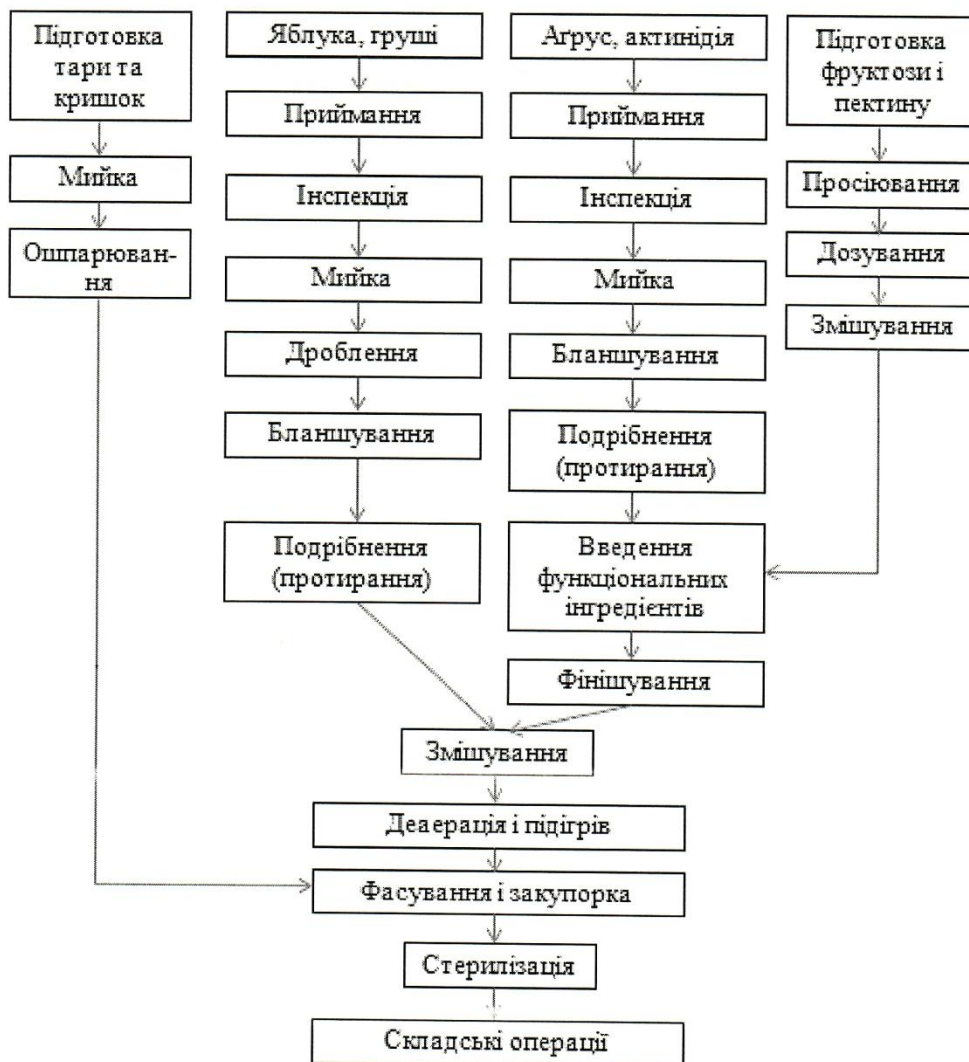 Підготовка
тари та
кришок
Мийка
Ошпарюван-
ня
Яблука, груші
Приймання
Інспекція
Мийка
Дроблення
Бланшування
Подрібнення
(протирання)
Аґрус, актинідія
Приймання
Інспекція
Мийка
Бланшування
Подрібнення
(протирання)
Введення
функціональних
інгредієнтів
Фінішування
Підготовка
фруктози і
пектину
Просіювання
Дозування
Змішування
Змішування
Деаерація і підігрів
Фасування і закупорка
Стерилізація
Складські операції